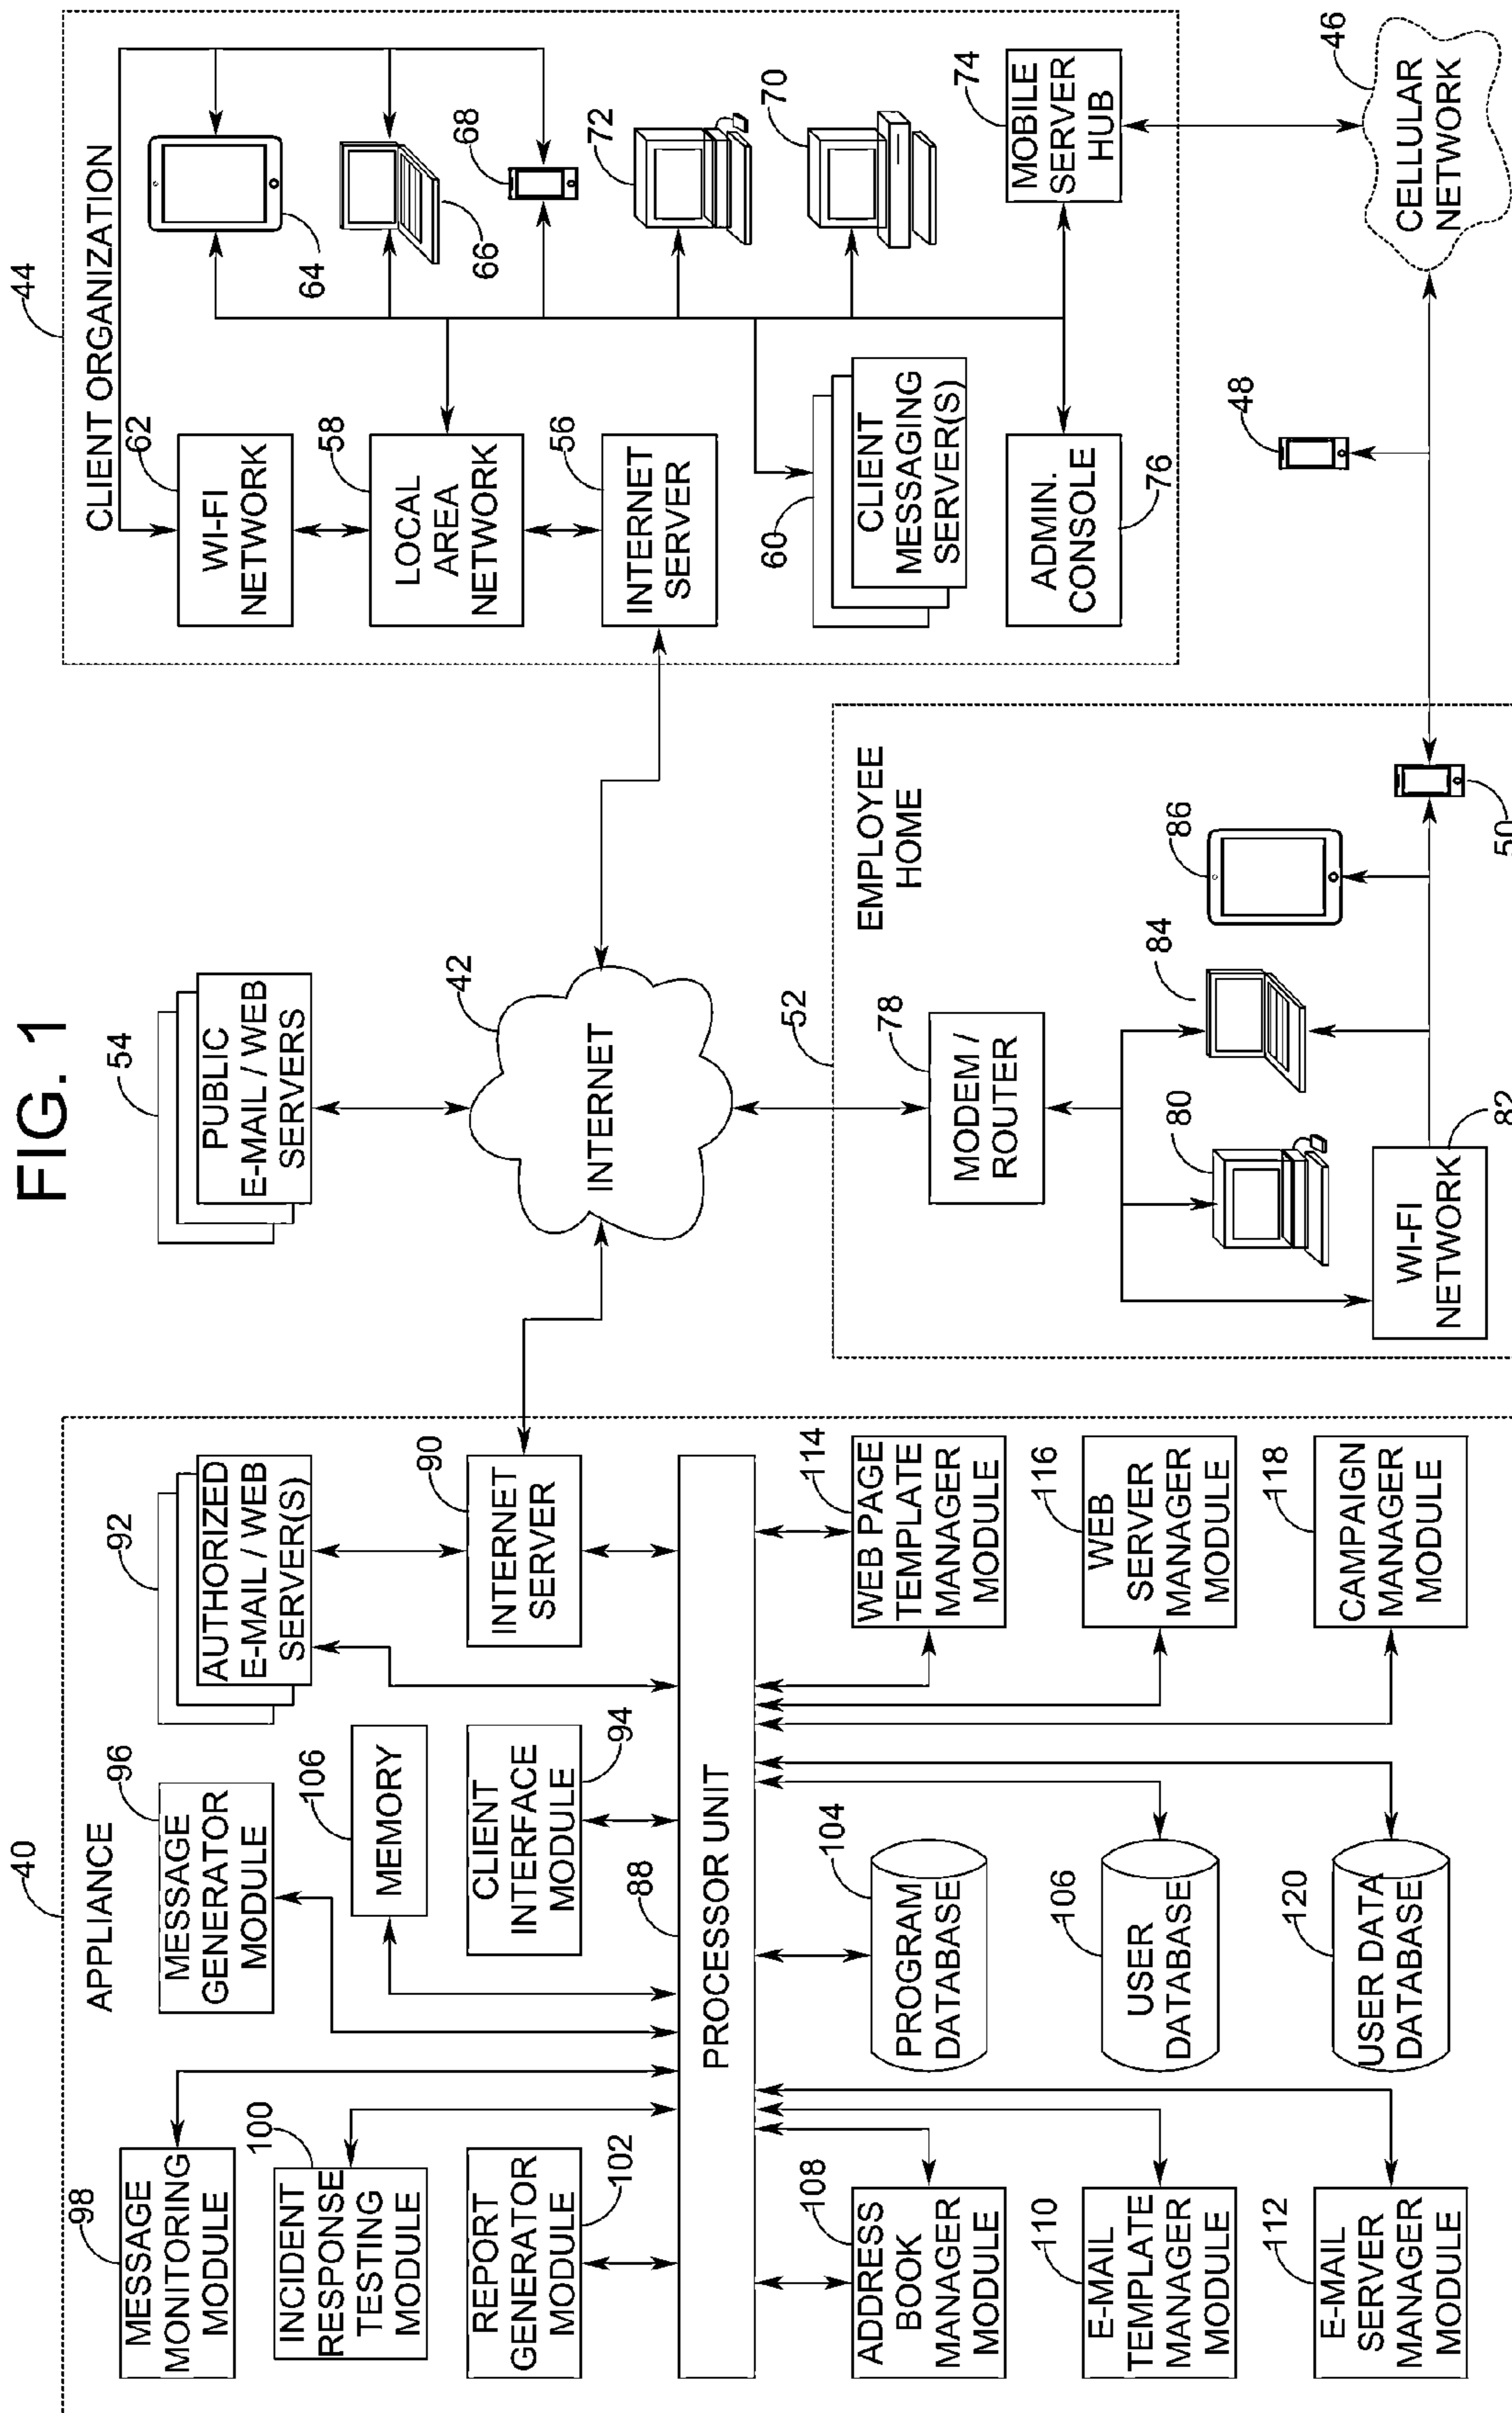 FIG. 1
40
APPLIANCE
98
MESSAGE
MONITORING
MODULE
100
INCIDENT
RESPONSE
TESTING
MODULE
REPORT
GENERATOR
MODULE
102
96
MESSAGE
GENERATOR
MODULE
106
MEMORY
CLIENT
INTERFACE
MODULE
94
92
AUTHORIZED
E-MAIL / WEB
SERVER(S)
90
INTERNET
SERVER
88
PROCESSOR UNIT
108
ADDRESS
BOOK
MANAGER
MODULE
110
E-MAIL
TEMPLATE
MANAGER
MODULE
112
E-MAIL
SERVER
MANAGER
MODULE
104
PROGRAM
DATABASE
106
USER
DATABASE
120
USER DATA
DATABASE
114
WEB PAGE
TEMPLATE
MANAGER
MODULE
116
WEB
SERVER
MANAGER
MODULE
118
CAMPAIGN
MANAGER
MODULE
54
PUBLIC
E-MAIL / WEB
SERVERS
42
INTERNET
52
EMPLOYEE
HOME
78
MODEM /
ROUTER
80
84
86
WI-FI
NETWORK
82
50
44
CLIENT ORGANIZATION
62
WI-FI
NETWORK
58
LOCAL
AREA
NETWORK
56
INTERNET
SERVER
60
CLIENT
MESSAGING
SERVER(S)
ADMIN.
CONSOLE
76
64
66
68
72
70
74
MOBILE
SERVER
HUB
48
46
CELLULAR
NETWORK